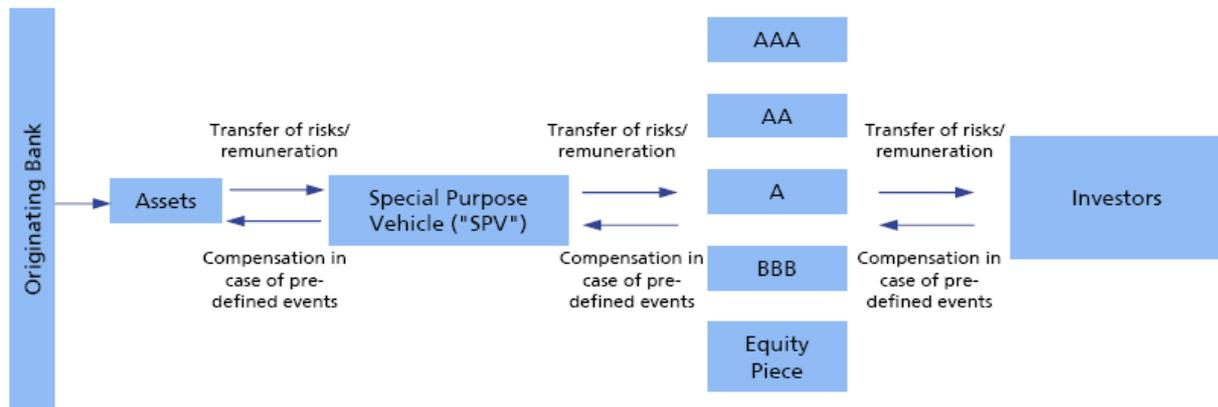 Originating Bank
Assets
Transfer of risks/
remuneration
Compensation in
case of pre-
defined events
Special Purpose
Vehicle ("SPV")
Transfer of risks/
remuneration
Compensation in
case of pre-
defined events
AAA
AA
A
BBB
Equity
Piece
Transfer of risks/
remuneration
Compensation in
case of pre-
defined events
Investors